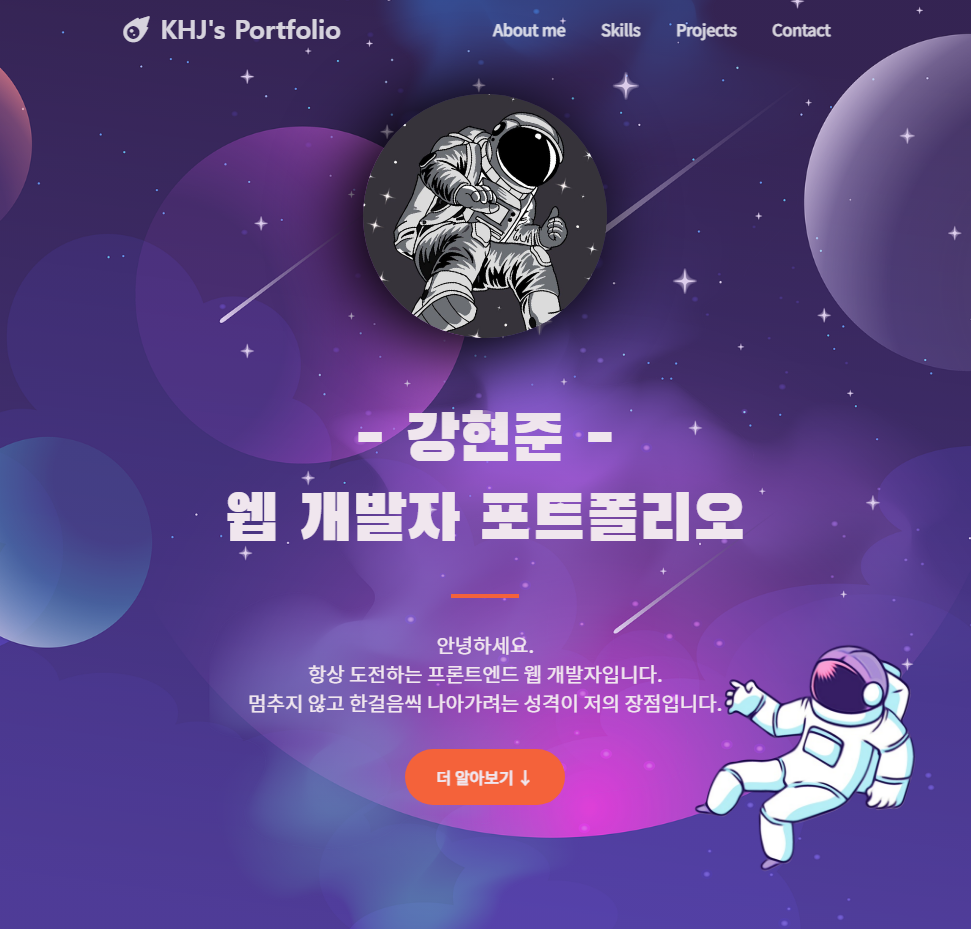 KHJ's Portfolio
About me Skills Projects Contact
- 강현준 -
웹 개발자 포트폴리오
안녕하세요.
항상 도전하는 프론트엔드 웹 개발자입니다.
멈추지 않고 한걸음씩 나아가려는 성격이 저의 장점입니다.
더 알아보기 ↓